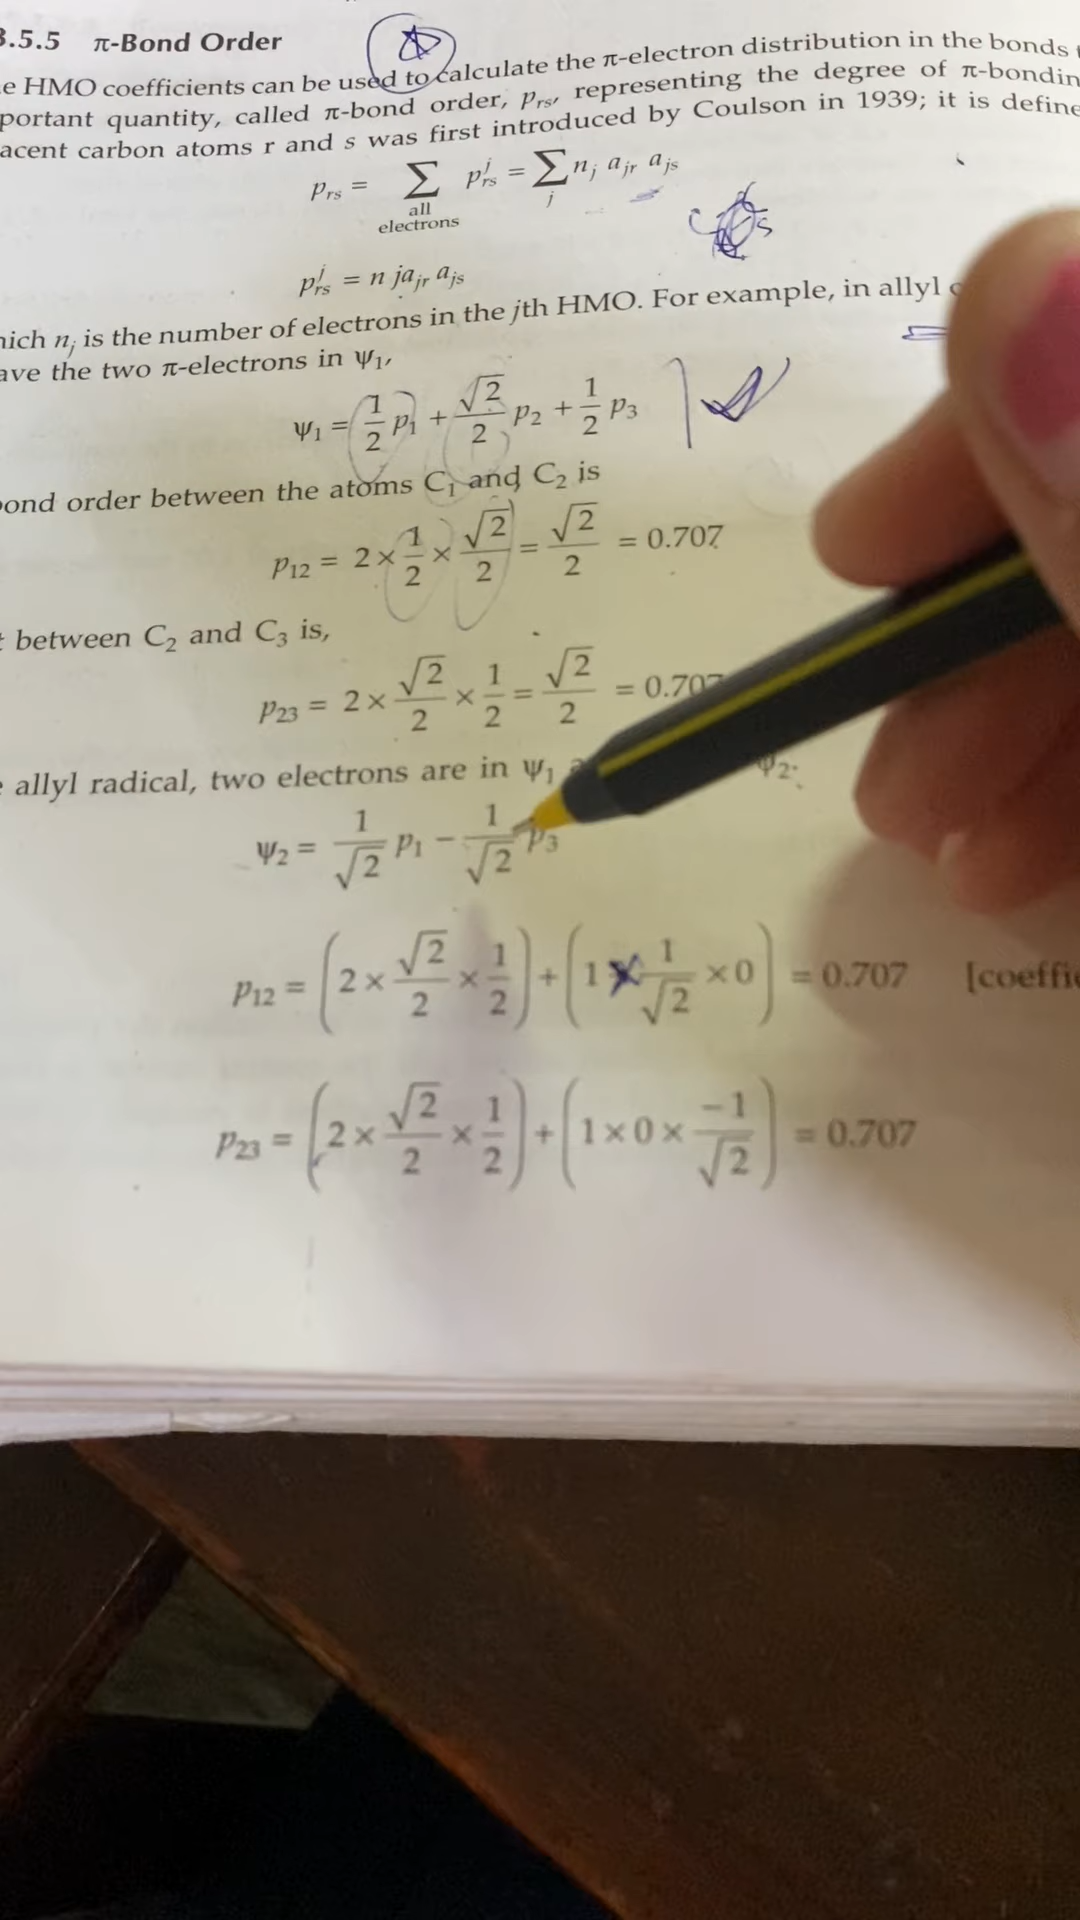 3.5.5 π-Bond Order
e HMO coefficients can be used to calculate the π-electron distribution in the bonds
portant quantity, called π-bond order, p_rs, representing the degree of π-bondin
acent carbon atoms r and s was first introduced by Coulson in 1939; it is define
p_rs = Σ_{all electrons} p^j_rs = Σ_j n_j a_jr a_js
p^j_rs = n ja_jr a_js
hich n_j is the number of electrons in the jth HMO. For example, in allyl
ave the two π-electrons in ψ₁,
ψ₁ = 1/2 p₁ + √2/2 p₂ + 1/2 p₃
ond order between the atoms C₁ and C₂ is
p₁₂ = 2 × 1/2 × √2/2 = √2/2 = 0.707
between C₂ and C₃ is,
p₂₃ = 2 × √2/2 × 1/2 = √2/2 = 0.707
allyl radical, two electrons are in ψ₁ ψ₂.
ψ₂ = 1/√2 p₁ − 1/√2 p₃
p₁₂ = (2 × √2/2 × 1/2) + (1 × 1/√2 × 0) = 0.707 [coeffi
p₂₃ = (2 × √2/2 × 1/2) + (1 × 0 × −1/√2) = 0.707